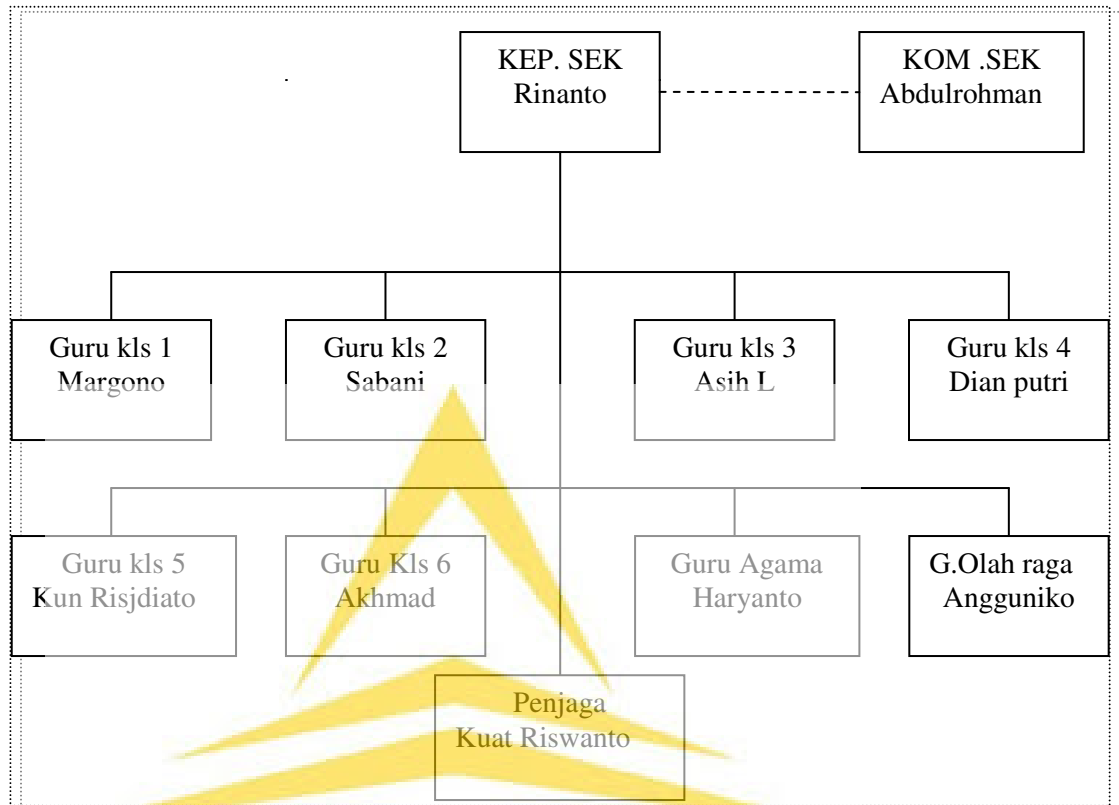 KEP. SEK
Rinanto
KOM .SEK
Abdulrohman
Guru kls 1
Margono
Guru kls 2
Sabani
Guru kls 3
Asih L
Guru kls 4
Dian putri
Guru kls 5
Kun Risjdiato
Guru Kls 6
Akhmad
Guru Agama
Haryanto
G.Olah raga
Angguniko
Penjaga
Kuat Riswanto